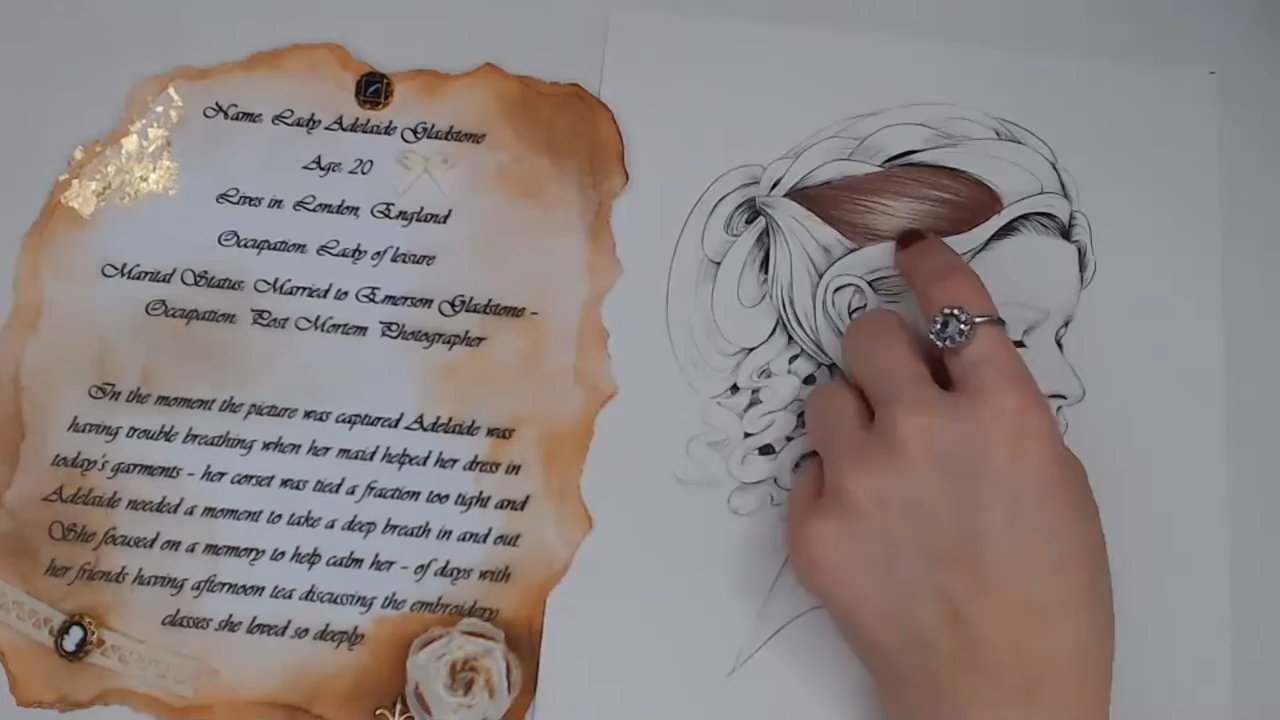 Name: Lady Adelaide Gladstone
Age: 20
Lives in: London, England
Occupation: Lady of leisure
Marital Status: Married to Emerson Gladstone -
Occupation: Post Mortem Photographer
In the moment the picture was captured Adelaide was
having trouble breathing when her maid helped her dress in
today's garments - her corset was tied a fraction too tight and
Adelaide needed a moment to take a deep breath in and out.
She focused on a memory to help calm her - of days with
her friends having afternoon tea discussing the embroidery
classes she loved so deeply.